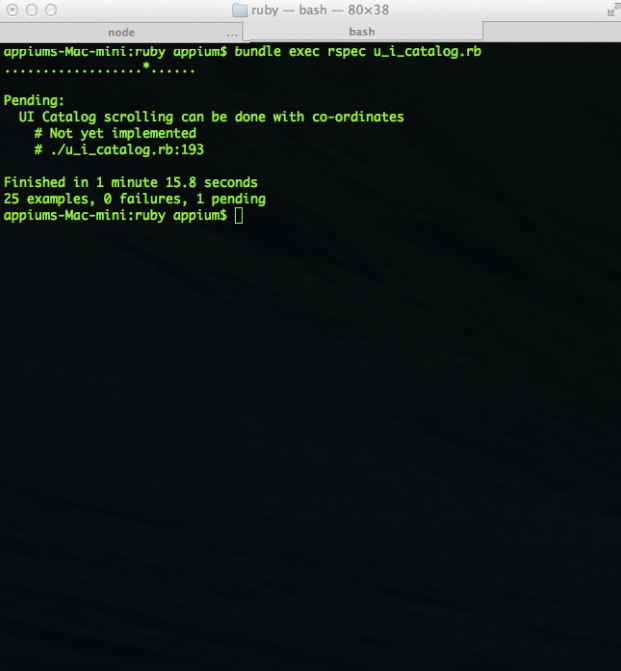 ruby — bash — 80×38
node ... bash
appiums-Mac-mini:ruby appium$ bundle exec rspec u_i_catalog.rb
..................*......
Pending:
UI Catalog scrolling can be done with co-ordinates
# Not yet implemented
# ./u_i_catalog.rb:193
Finished in 1 minute 15.8 seconds
25 examples, 0 failures, 1 pending
appiums-Mac-mini:ruby appium$